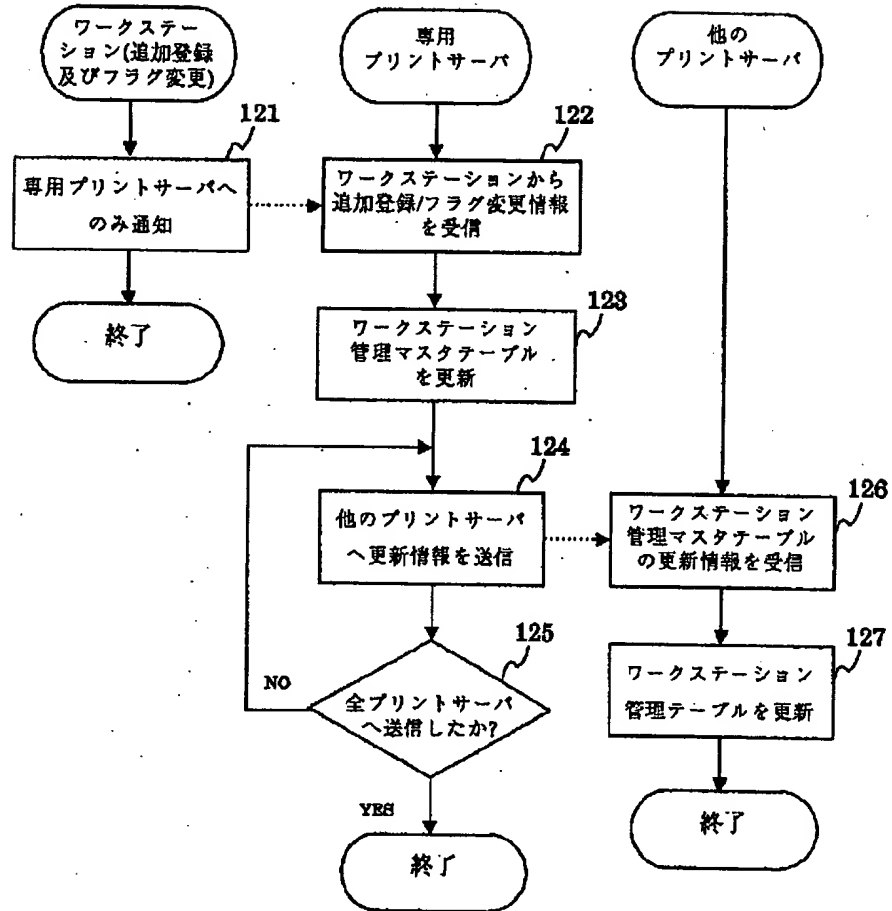 ワークステー
ション(追加登録
及びフラグ変更)
専用
プリントサーバ
他の
プリントサーバ
121
専用プリントサーバへ
のみ通知
終了
122
ワークステーションから
追加登録/フラグ変更情報
を受信
123
ワークステーション
管理マスタテーブル
を更新
124
他のプリントサーバ
へ更新情報を送信
125
全プリントサーバ
へ送信したか?
NO
YES
終了
126
ワークステーション
管理マスタテーブル
の更新情報を受信
127
ワークステーション
管理テーブルを更新
終了